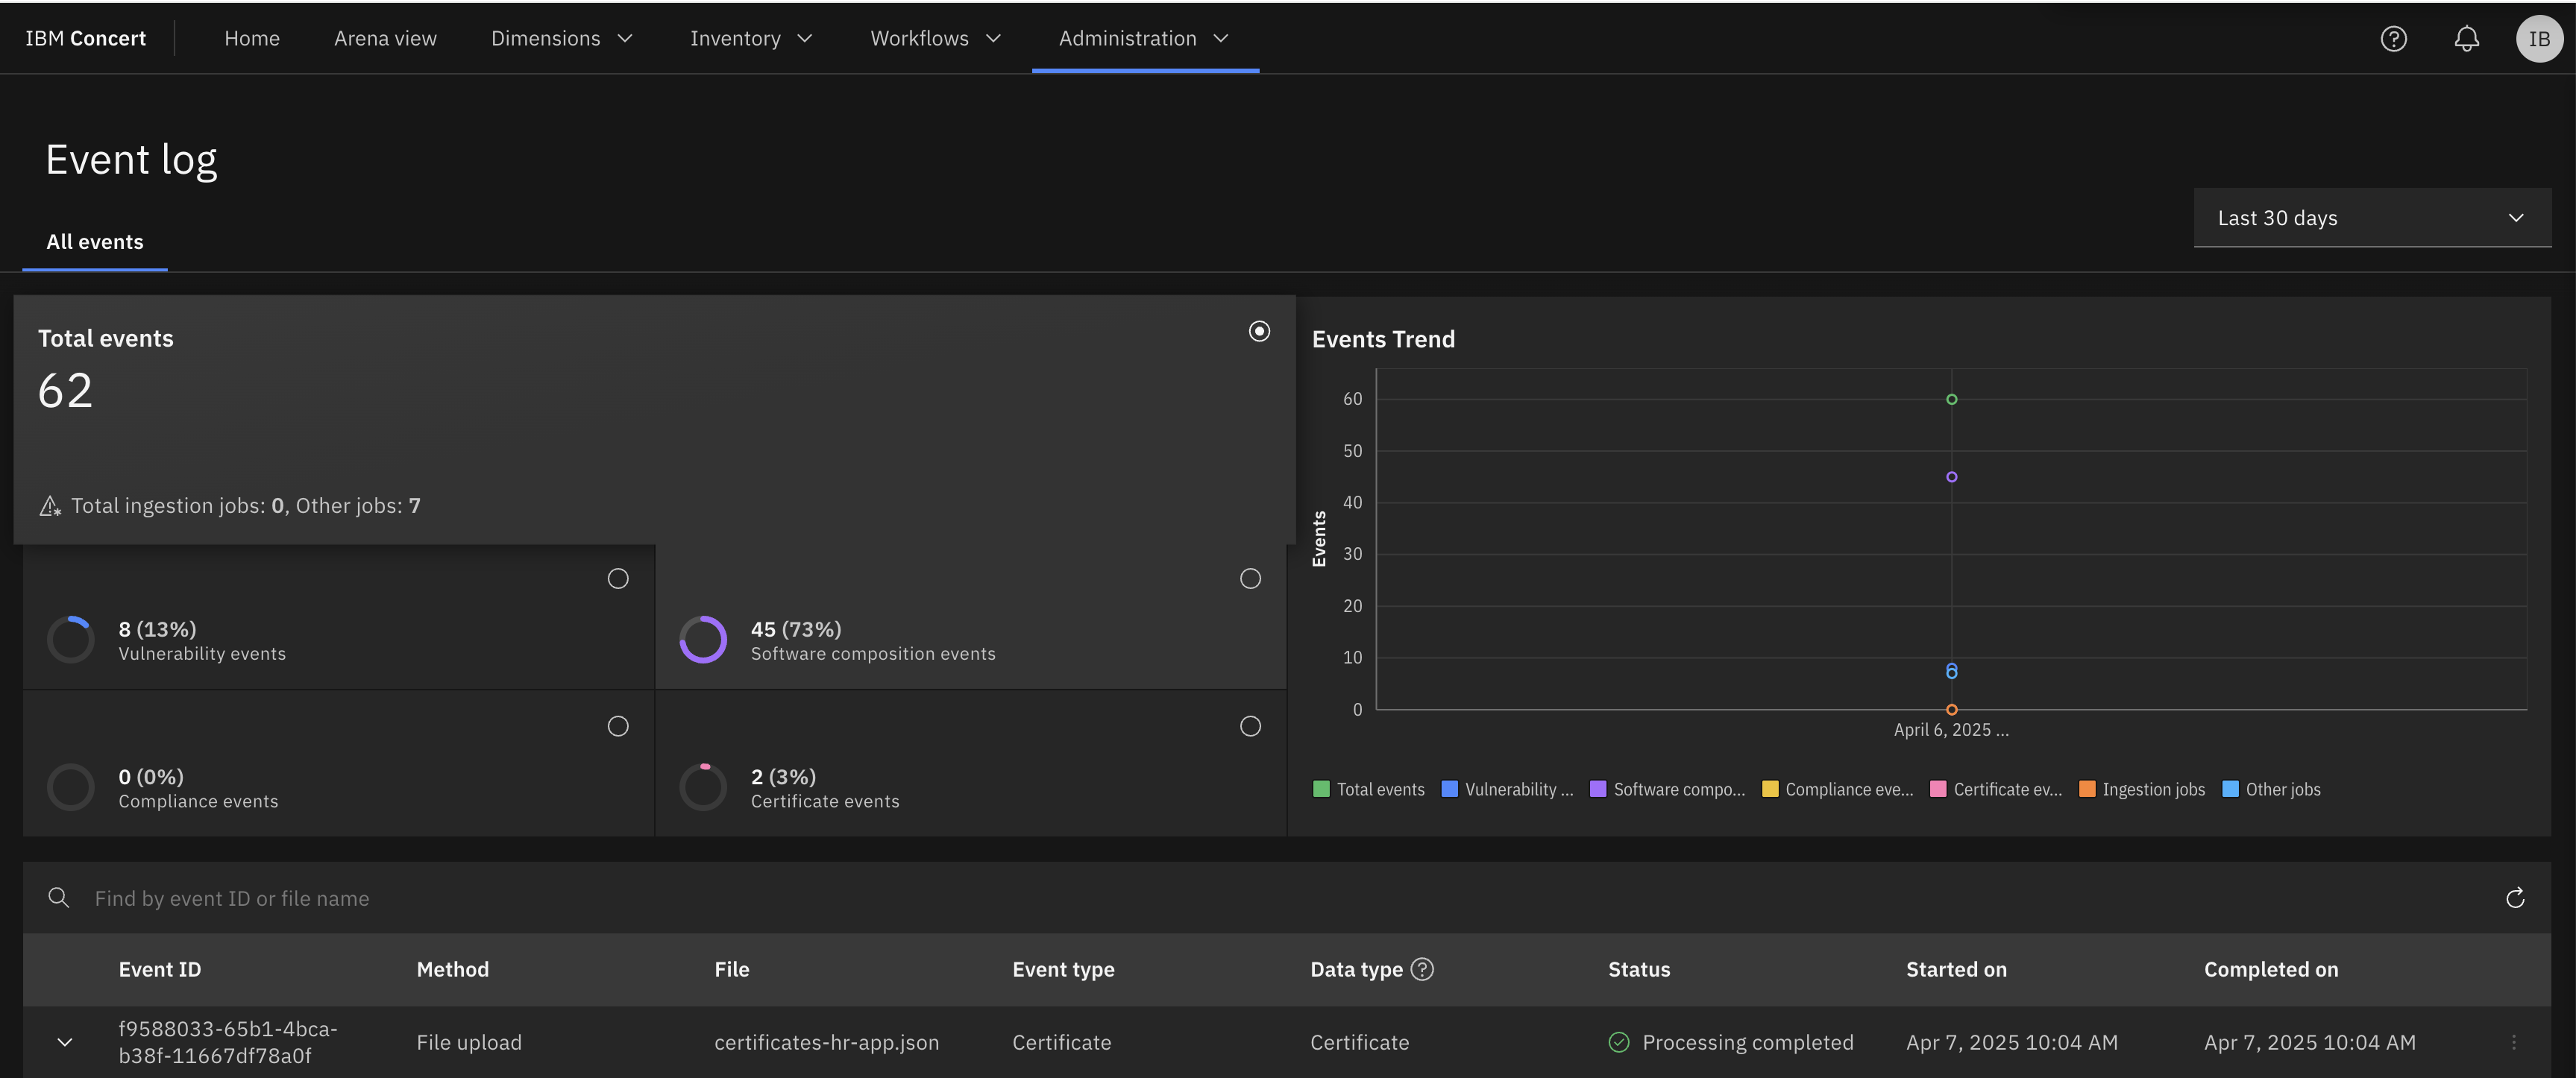 IBM Concert
Home
Arena view
Dimensions
Inventory
Workflows
Administration
IB
Event log
All events
Last 30 days
Total events
62
Total ingestion jobs: 0, Other jobs: 7
8 (13%)
Vulnerability events
45 (73%)
Software composition events
0 (0%)
Compliance events
2 (3%)
Certificate events
Events Trend
Events
60
50
40
30
20
10
0
April 6, 2025 ...
Total events
Vulnerability ...
Software compo...
Compliance eve...
Certificate ev...
Ingestion jobs
Other jobs
Find by event ID or file name
Event ID
Method
File
Event type
Data type
Status
Started on
Completed on
f9588033-65b1-4bca-
b38f-11667df78a0f
File upload
certificates-hr-app.json
Certificate
Certificate
Processing completed
Apr 7, 2025 10:04 AM
Apr 7, 2025 10:04 AM